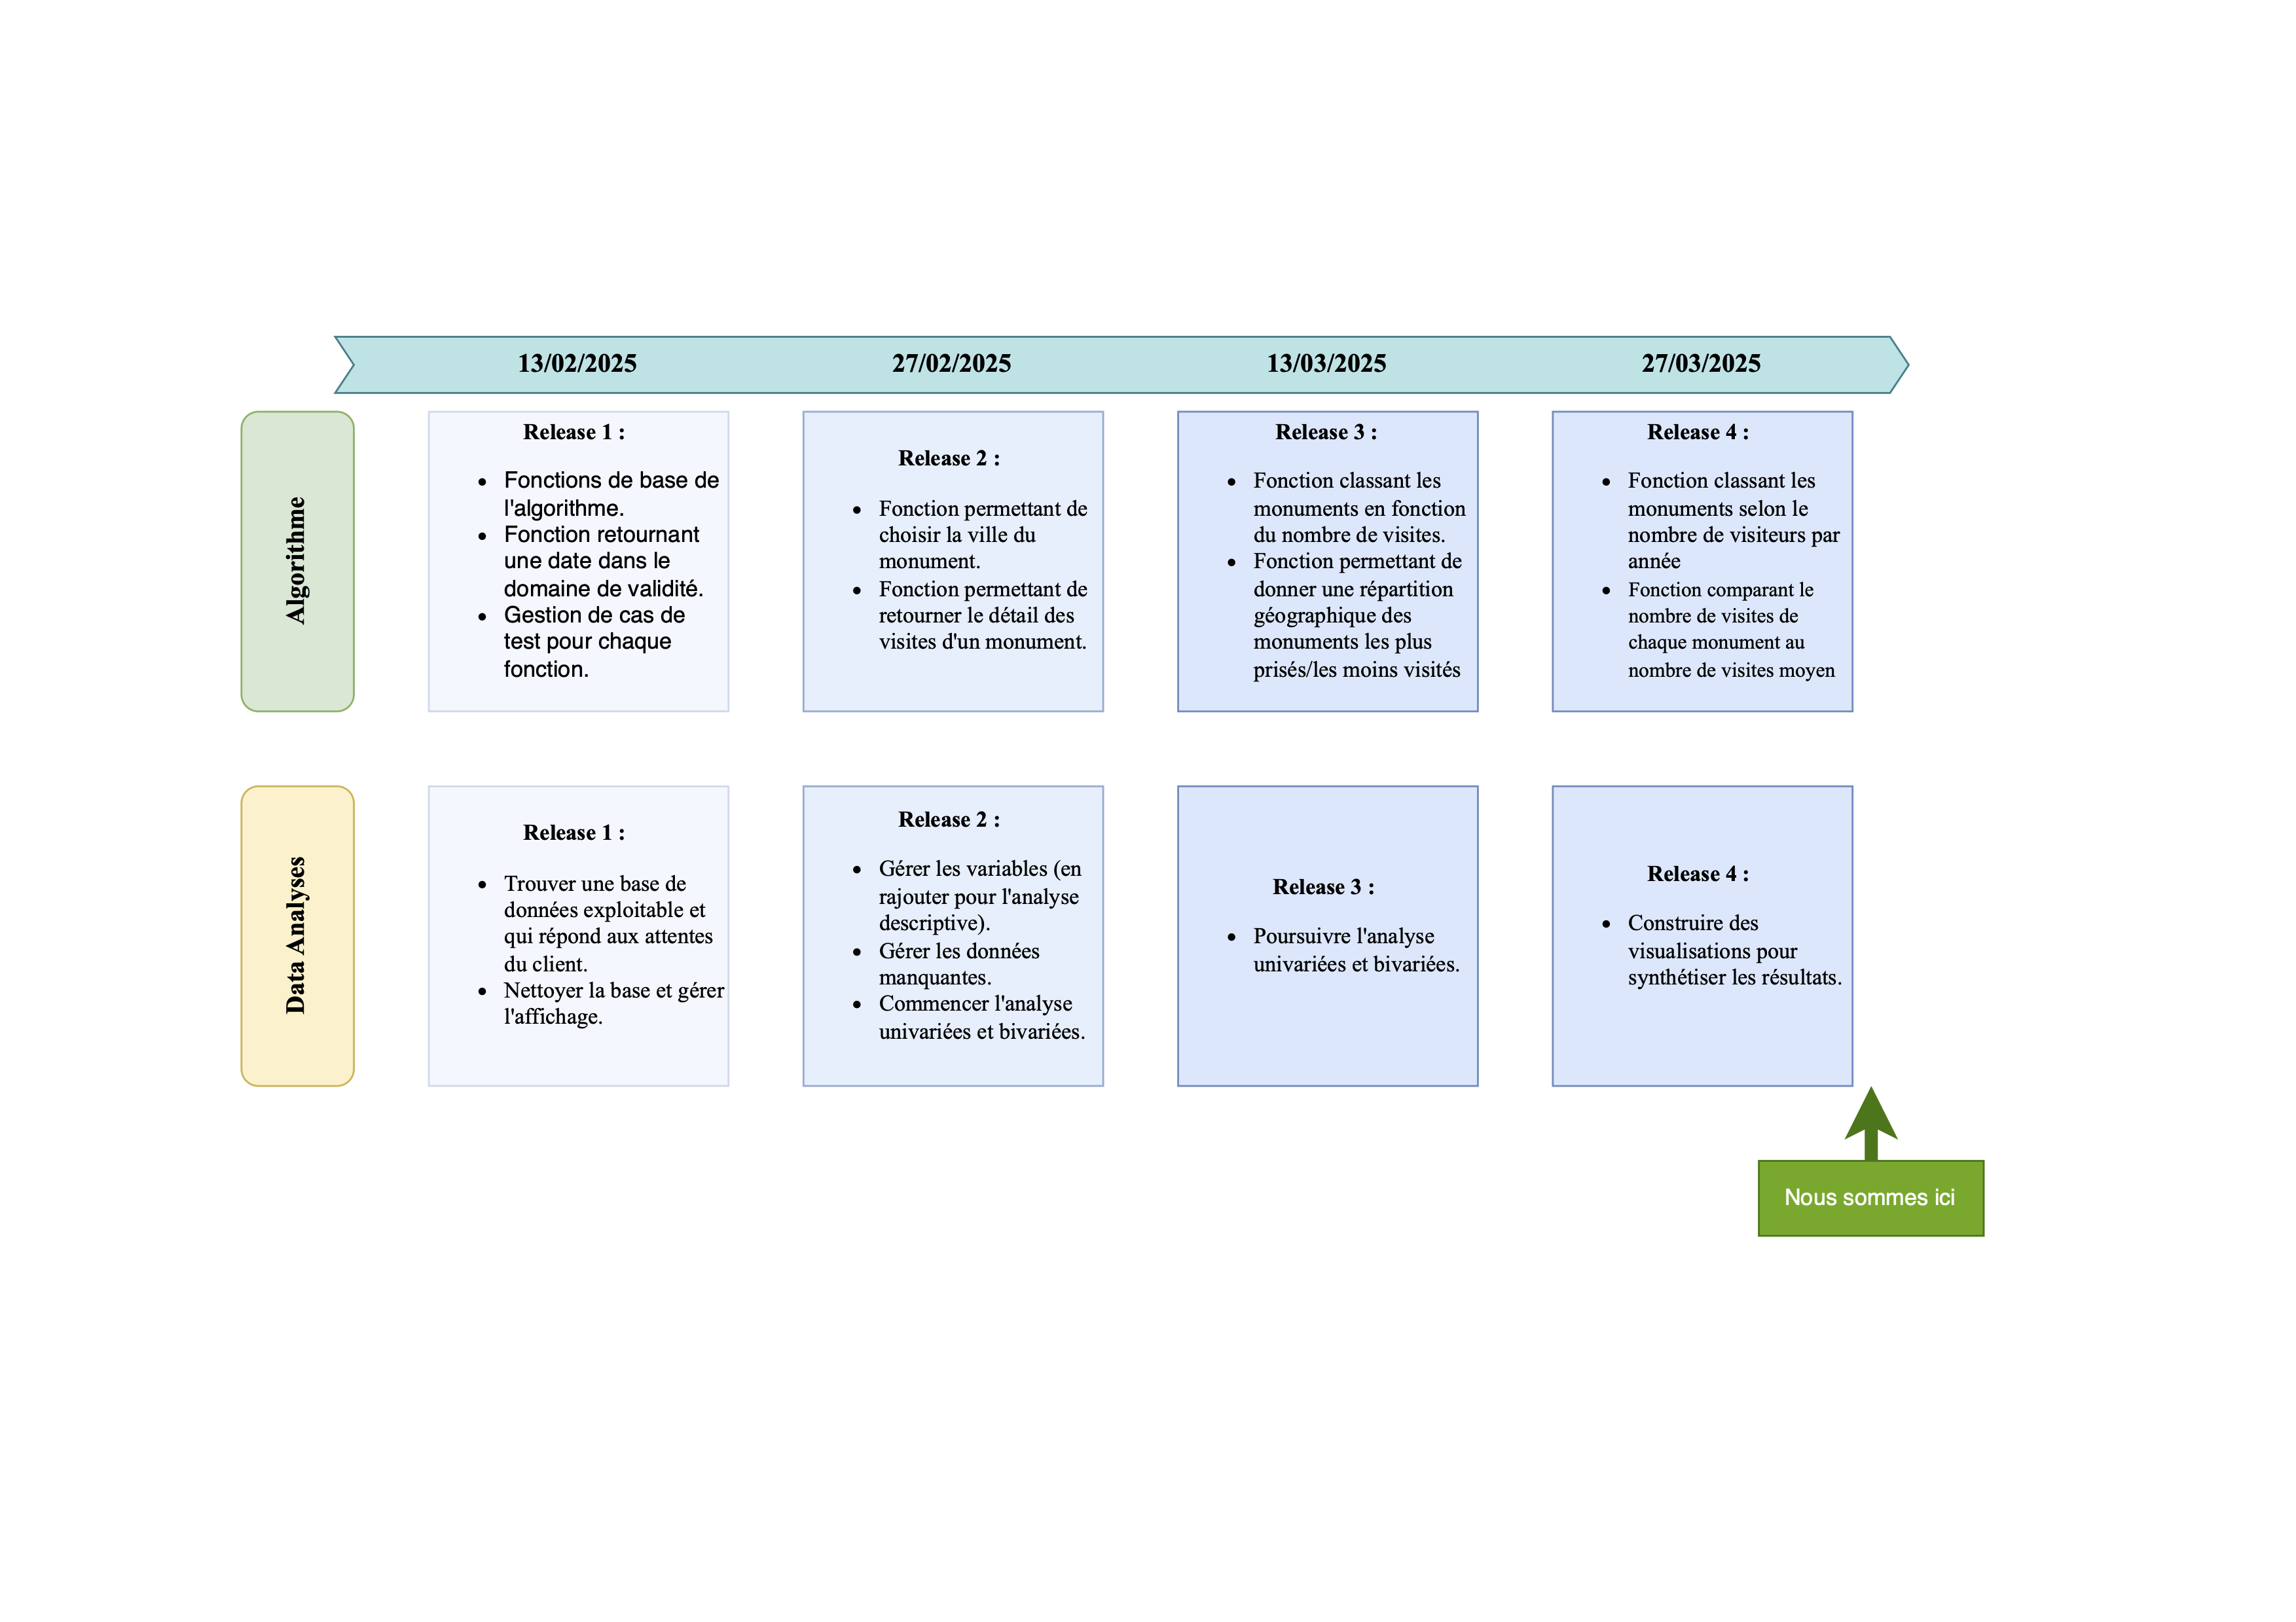 13/02/2025
27/02/2025
13/03/2025
27/03/2025
Algorithme
Release 1 :
• Fonctions de base de
l'algorithme.
• Fonction retournant
une date dans le
domaine de validité.
• Gestion de cas de
test pour chaque
fonction.
Release 2 :
• Fonction permettant de
choisir la ville du
monument.
• Fonction permettant de
retourner le détail des
visites d'un monument.
Release 3 :
• Fonction classant les
monuments en fonction
du nombre de visites.
• Fonction permettant de
donner une répartition
géographique des
monuments les plus
prisés/les moins visités
Release 4 :
• Fonction classant les
monuments selon le
nombre de visiteurs par
année
• Fonction comparant le
nombre de visites de
chaque monument au
nombre de visites moyen
Data Analyses
Release 1 :
• Trouver une base de
données exploitable et
qui répond aux attentes
du client.
• Nettoyer la base et gérer
l'affichage.
Release 2 :
• Gérer les variables (en
rajouter pour l'analyse
descriptive).
• Gérer les données
manquantes.
• Commencer l'analyse
univariées et bivariées.
Release 3 :
• Poursuivre l'analyse
univariées et bivariées.
Release 4 :
• Construire des
visualisations pour
synthétiser les résultats.
Nous sommes ici